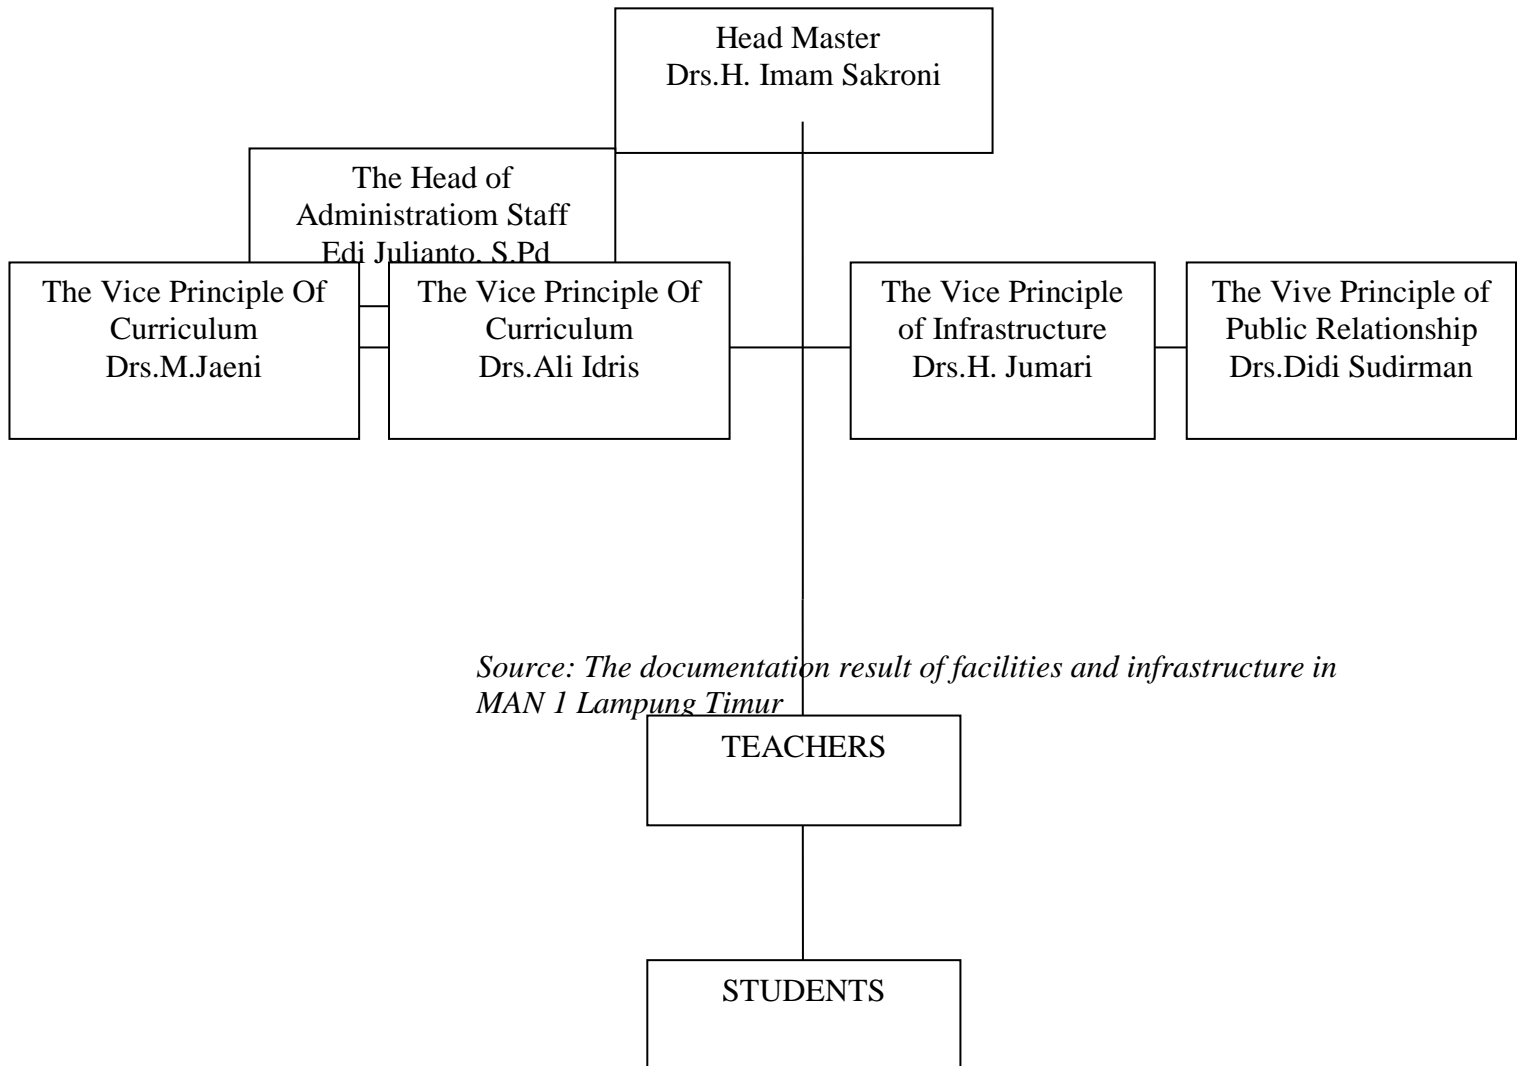 Head Master
Drs.H. Imam Sakroni
The Head of
Administratiom Staff
Edi Julianto, S.Pd
The Vice Principle Of
Curriculum
Drs.M.Jaeni
The Vice Principle Of
Curriculum
Drs.Ali Idris
The Vice Principle
of Infrastructure
Drs.H. Jumari
The Vive Principle of
Public Relationship
Drs.Didi Sudirman
Source: The documentation result of facilities and infrastructure in
MAN 1 Lampung Timur
TEACHERS
STUDENTS